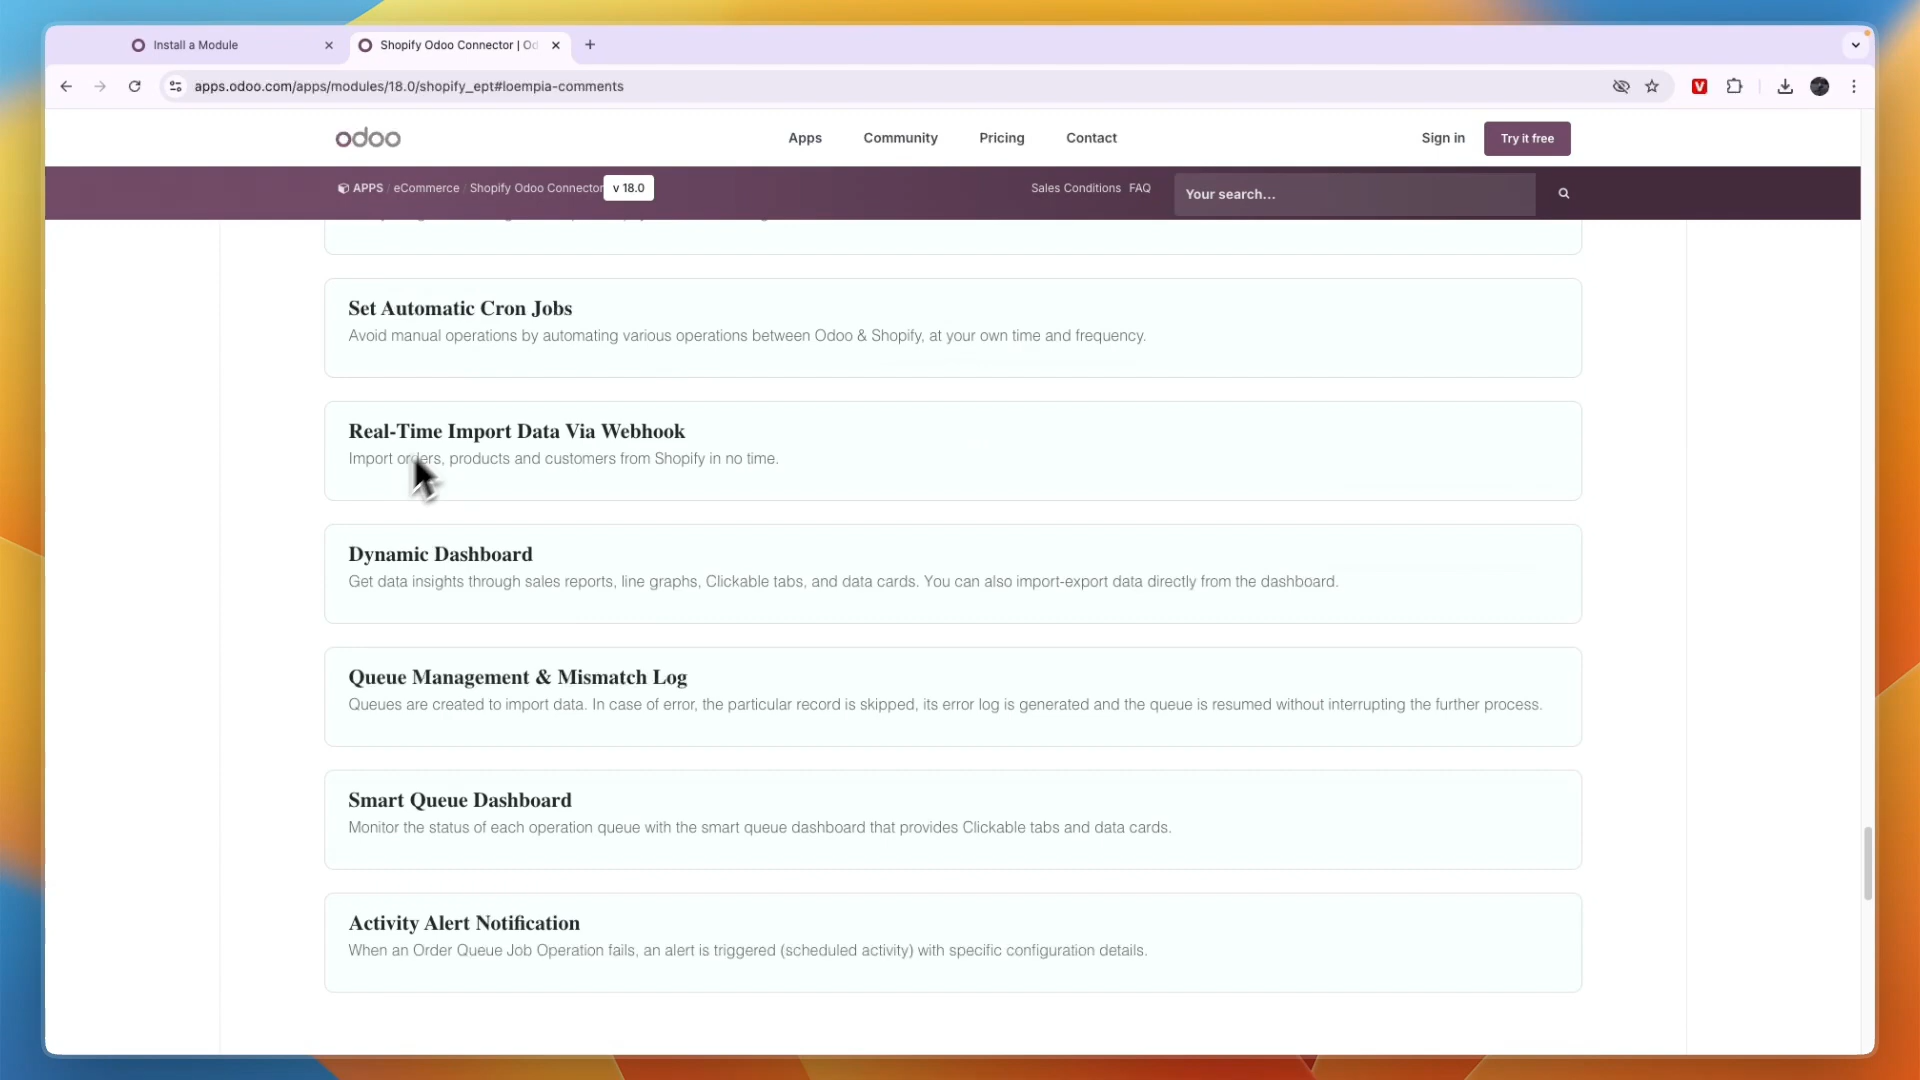 Install a Module
Shopify Odoo Connector | Od
apps.odoo.com/apps/modules/18.0/shopify_ept#loempia-comments
odoo
Apps
Community
Pricing
Contact
Sign in
Try it free
APPS / eCommerce / Shopify Odoo Connector v 18.0
Sales Conditions FAQ
Your search...
Set Automatic Cron Jobs
Avoid manual operations by automating various operations between Odoo & Shopify, at your own time and frequency.
Real-Time Import Data Via Webhook
Import orders, products and customers from Shopify in no time.
Dynamic Dashboard
Get data insights through sales reports, line graphs, Clickable tabs, and data cards. You can also import-export data directly from the dashboard.
Queue Management & Mismatch Log
Queues are created to import data. In case of error, the particular record is skipped, its error log is generated and the queue is resumed without interrupting the further process.
Smart Queue Dashboard
Monitor the status of each operation queue with the smart queue dashboard that provides Clickable tabs and data cards.
Activity Alert Notification
When an Order Queue Job Operation fails, an alert is triggered (scheduled activity) with specific configuration details.